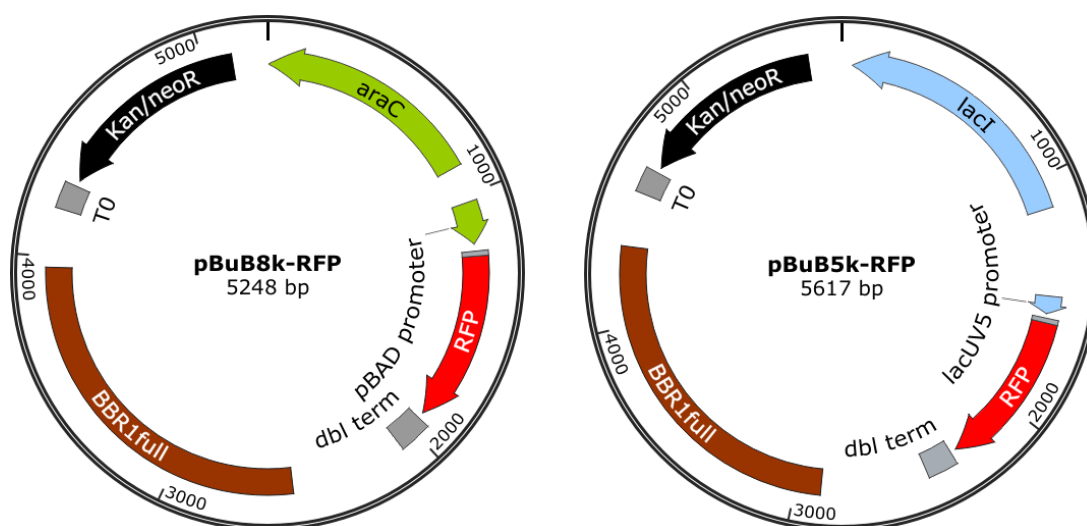 5000
Kan/neoR
araC
1000
T0
pBuB8k-RFP
5248 bp
4000
pBAD promoter
RFP
dbl term
2000
BBR1full
3000
5000
Kan/neoR
lacI
1000
T0
pBuB5k-RFP
5617 bp
lacUV5 promoter
4000
RFP
2000
dbl term
BBR1full
3000